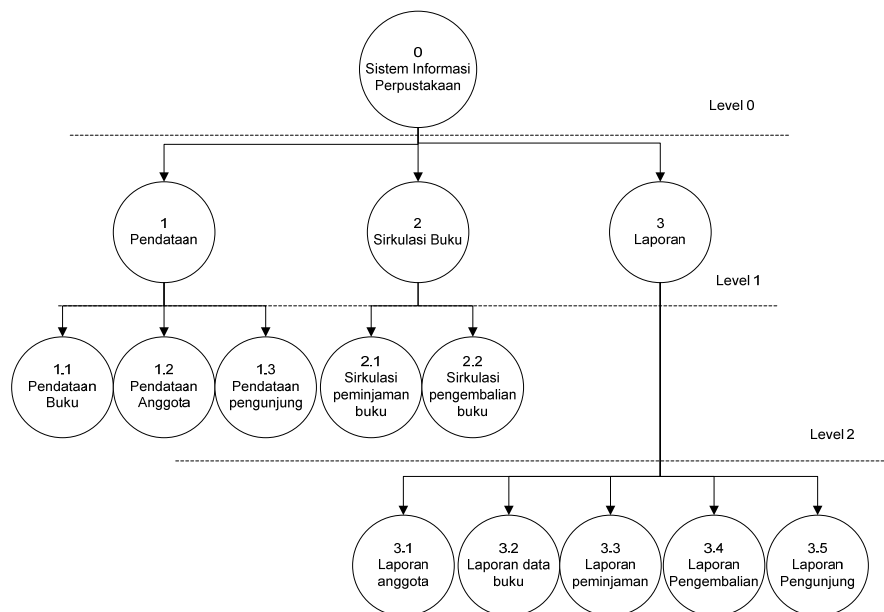 0
Sistem Informasi
Perpustakaan
Level 0
1
Pendataan
2
Sirkulasi Buku
3
Laporan
Level 1
1.1
Pendataan
Buku
1.2
Pendataan
Anggota
1.3
Pendataan
pengunjung
2.1
Sirkulasi
peminjaman
buku
2.2
Sirkulasi
pengembalian
buku
Level 2
3.1
Laporan
anggota
3.2
Laporan data
buku
3.3
Laporan
peminjaman
3.4
Laporan
Pengembalian
3.5
Laporan
Pengunjung